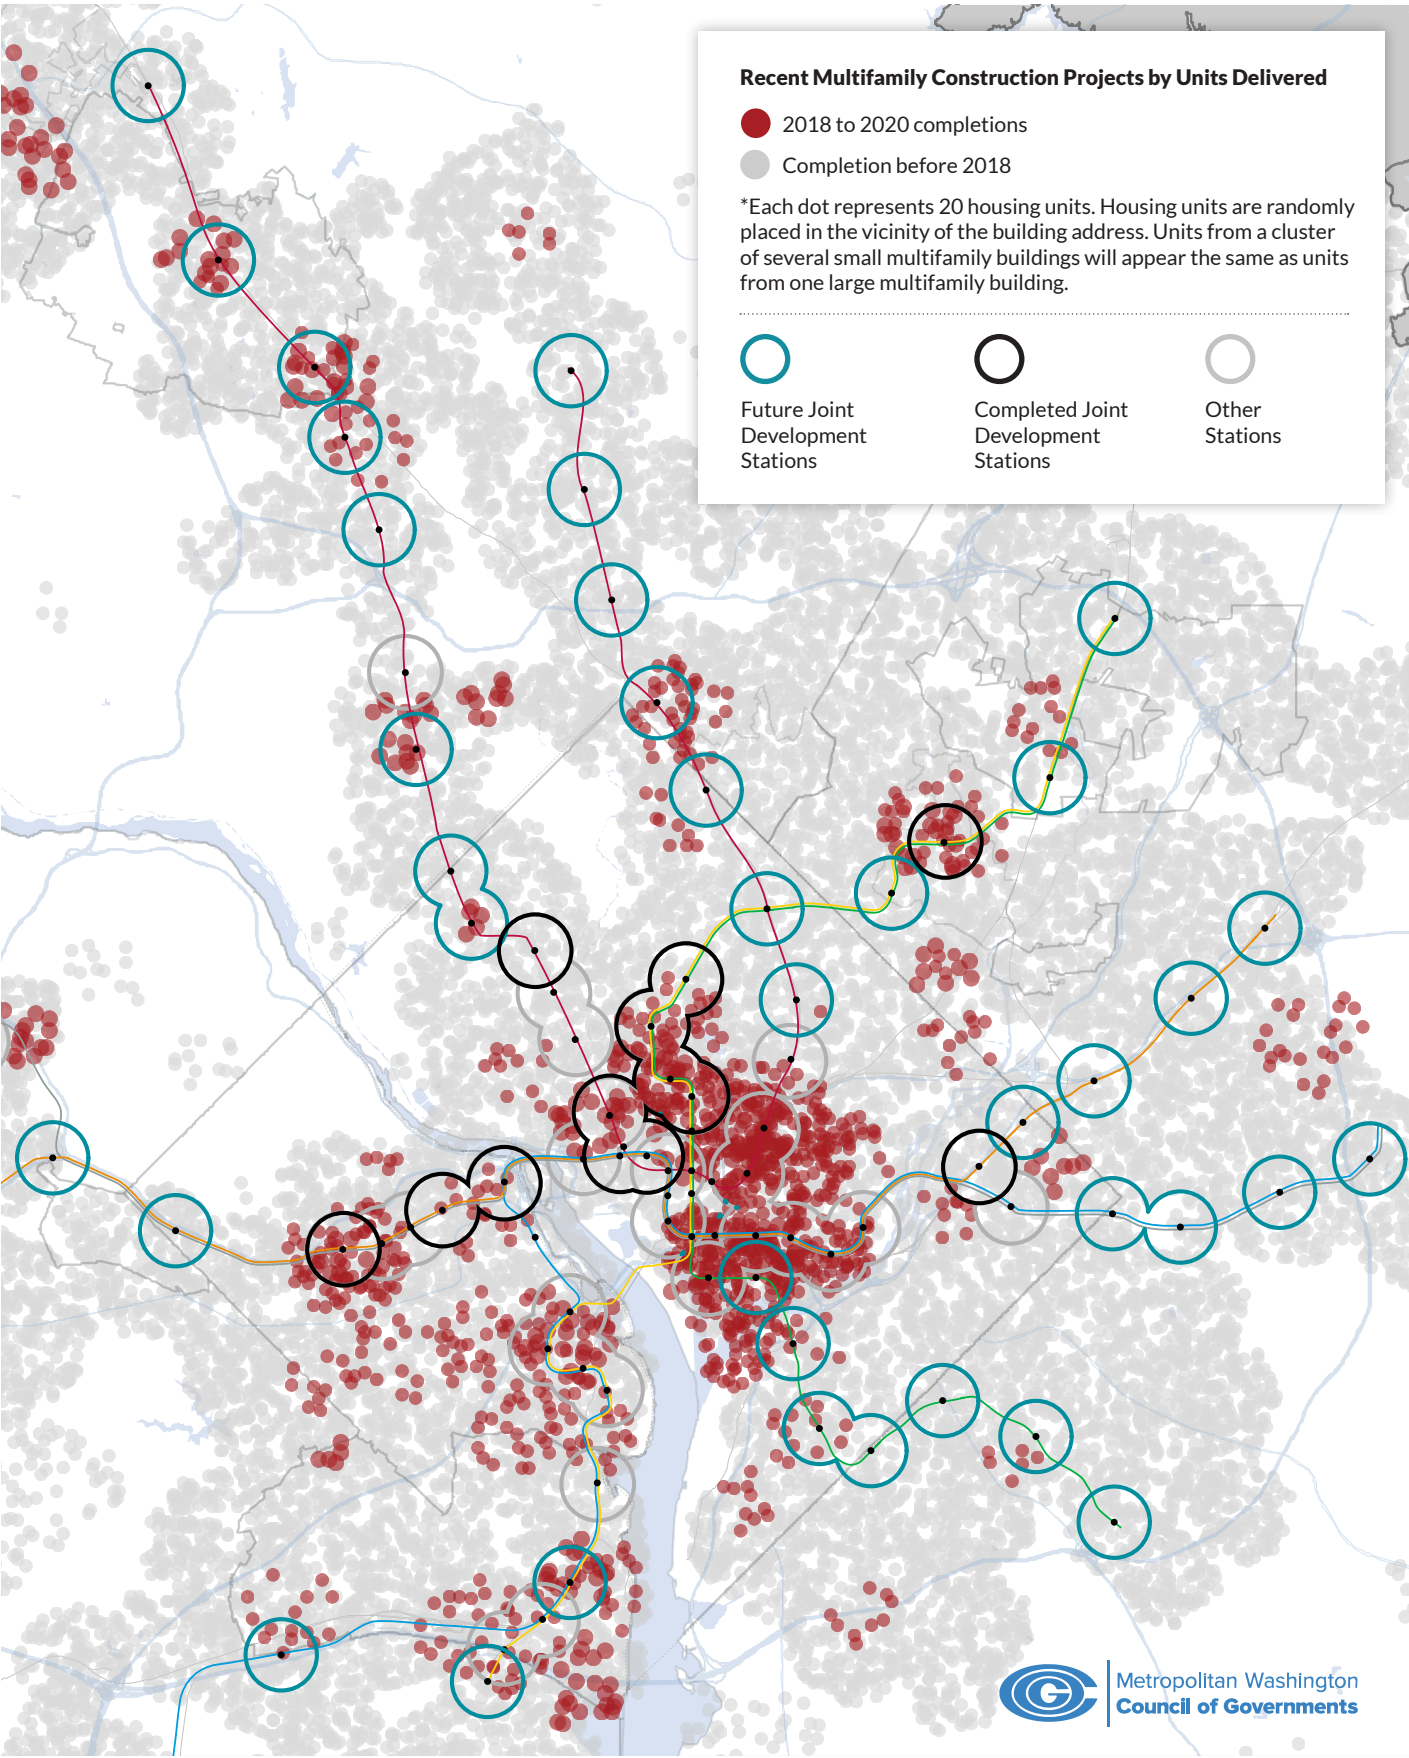 Recent Multifamily Construction Projects by Units Delivered
2018 to 2020 completions
Completion before 2018
*Each dot represents 20 housing units. Housing units are randomly
placed in the vicinity of the building address. Units from a cluster
of several small multifamily buildings will appear the same as units
from one large multifamily building.
Future Joint
Development
Stations
Completed Joint
Development
Stations
Other
Stations
Metropolitan Washington
Council of Governments